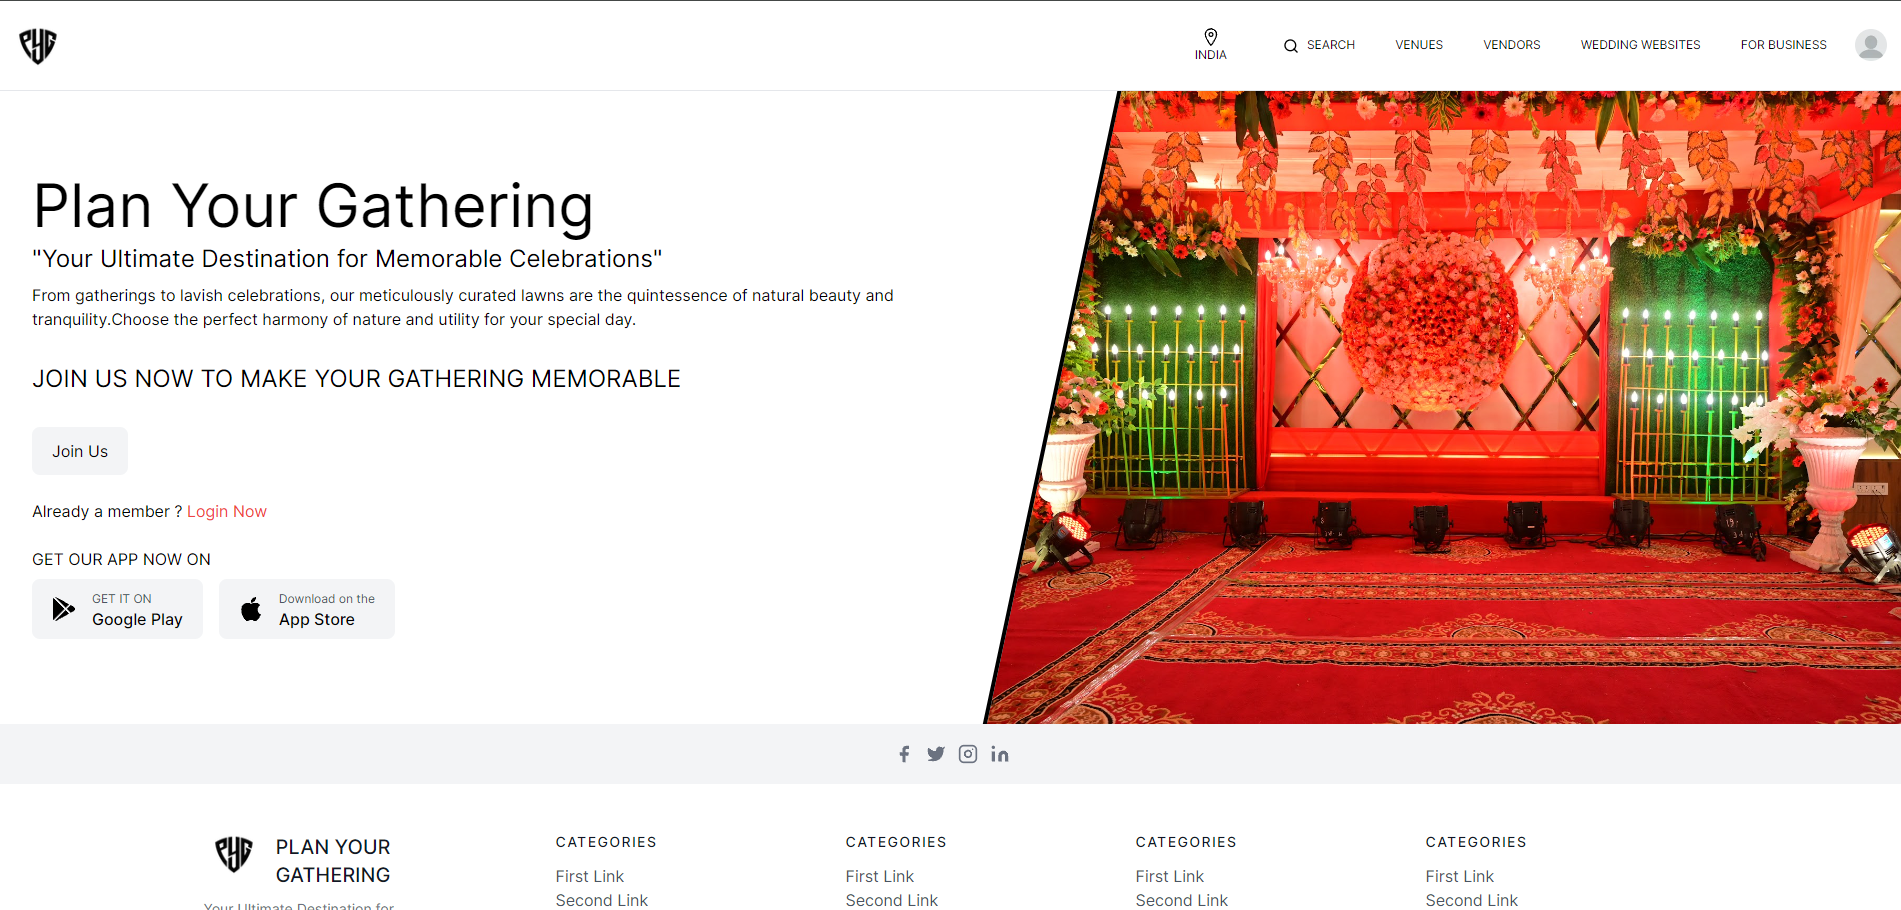 PYG
INDIA
SEARCH
VENUES
VENDORS
WEDDING WEBSITES
FOR BUSINESS
Plan Your Gathering
"Your Ultimate Destination for Memorable Celebrations"
From gatherings to lavish celebrations, our meticulously curated lawns are the quintessence of natural beauty and
tranquility.Choose the perfect harmony of nature and utility for your special day.
JOIN US NOW TO MAKE YOUR GATHERING MEMORABLE
Join Us
Already a member ? Login Now
GET OUR APP NOW ON
GET IT ON
Google Play
Download on the
App Store
PYG
PLAN YOUR
GATHERING
Your Ultimate Destination for
CATEGORIES
First Link
Second Link
CATEGORIES
First Link
Second Link
CATEGORIES
First Link
Second Link
CATEGORIES
First Link
Second Link